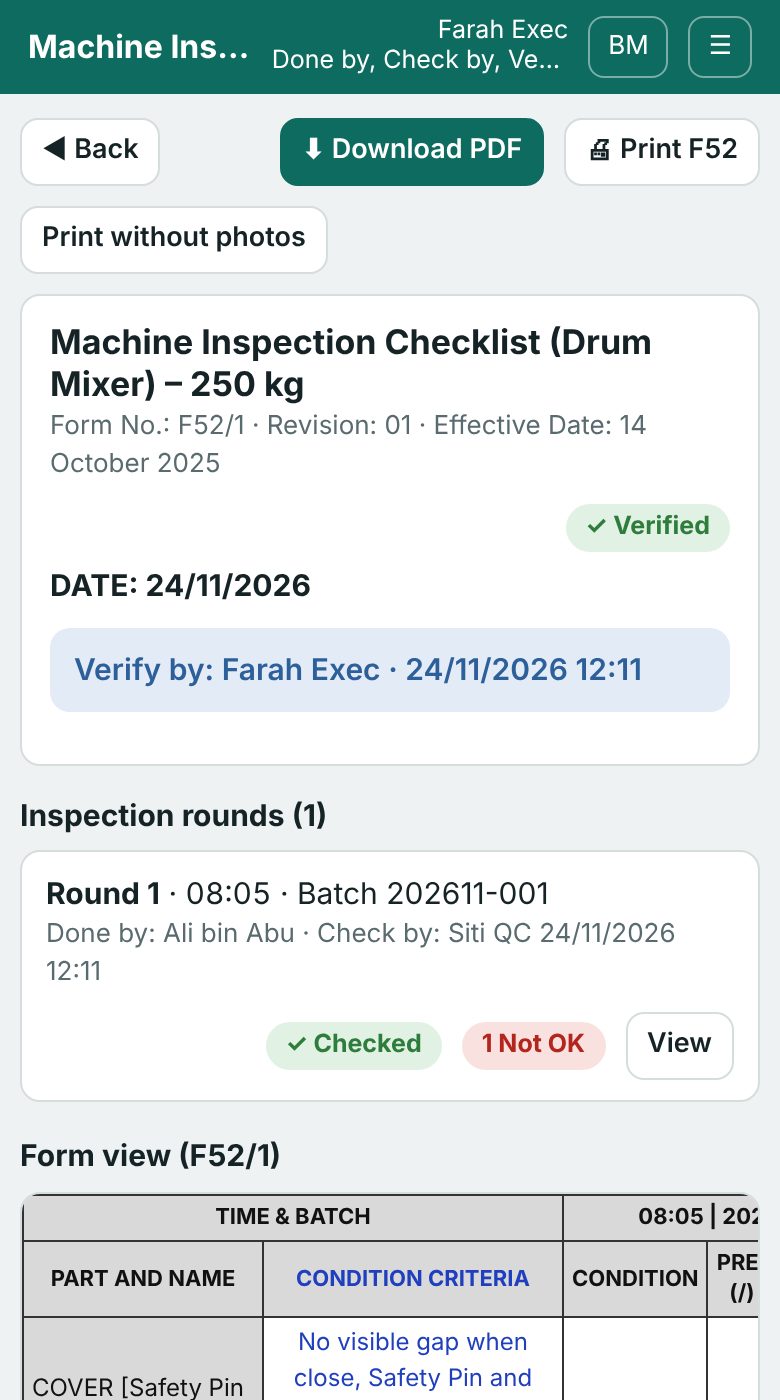 Machine Ins...
Farah Exec
Done by, Check by, Ve...
BM
☰
◀ Back
⬇ Download PDF
🖨 Print F52
Print without photos
Machine Inspection Checklist (Drum
Mixer) – 250 kg
Form No.: F52/1 · Revision: 01 · Effective Date: 14
October 2025
✓ Verified
DATE: 24/11/2026
Verify by: Farah Exec · 24/11/2026 12:11
Inspection rounds (1)
Round 1 · 08:05 · Batch 202611-001
Done by: Ali bin Abu · Check by: Siti QC 24/11/2026
12:11
✓ Checked
1 Not OK
View
Form view (F52/1)
TIME & BATCH
08:05 | 202
PART AND NAME
CONDITION CRITERIA
CONDITION
PRE
(/)
No visible gap when
close, Safety Pin and
COVER [Safety Pin